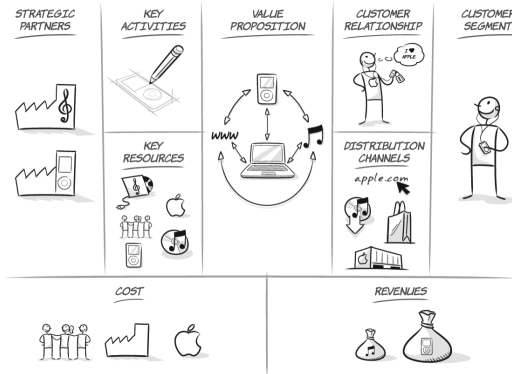 STRATEGIC
PARTNERS
KEY
ACTIVITIES
VALUE
PROPOSITION
CUSTOMER
RELATIONSHIP
CUSTOMER
SEGMENT
I ♥
APPLE
WWW
KEY
RESOURCES
DISTRIBUTION
CHANNELS
apple.com
COST
REVENUES